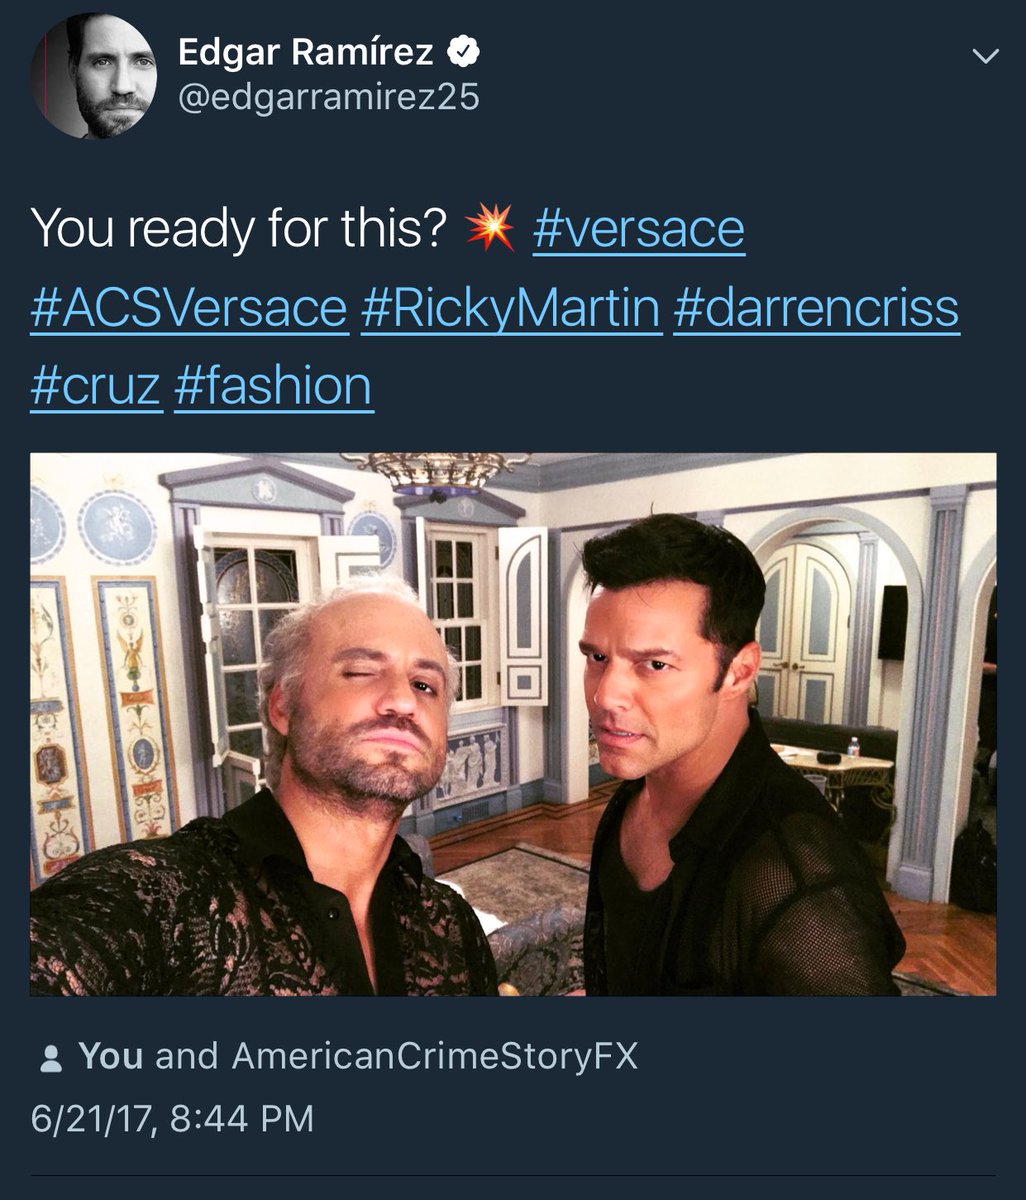 Edgar Ramírez
@edgarramirez25
You ready for this? 💥 #versace
#ACSVersace #RickyMartin #darrencriss
#cruz #fashion
You and AmericanCrimeStoryFX
6/21/17, 8:44 PM